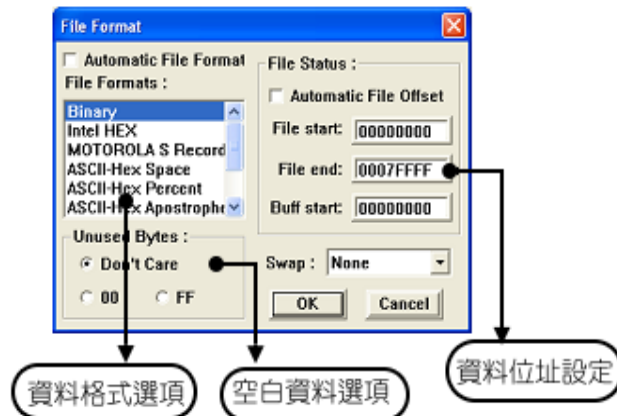 File Format
Automatic File Format
File Formats :
Binary
Intel HEX
MOTOROLA S Record
ASCII-Hex Space
ASCII-Hex Percent
ASCII-Hex Apostrophe
Unused Bytes :
Don't Care
00
FF
File Status :
Automatic File Offset
File start: 00000000
File end: 0007FFFF
Buff start: 00000000
Swap : None
OK
Cancel
資料格式選項
空白資料選項
資料位址設定